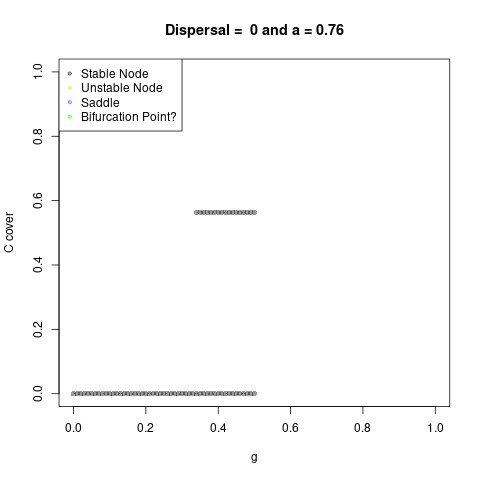 Dispersal =  0 and a = 0.76
Stable Node
Unstable Node
Saddle
Bifurcation Point?
C cover
1.0
0.8
0.6
0.4
0.2
0.0
0.0 0.2 0.4 0.6 0.8 1.0
g